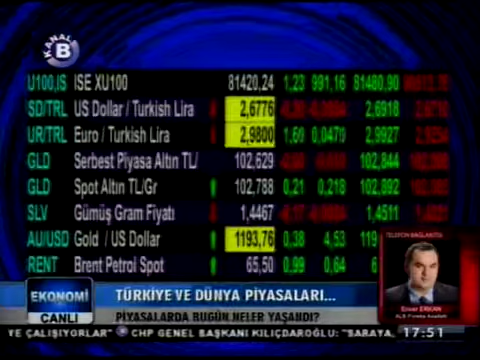 KANAL B
U100,IS ISE XU100 81420,24 1,23 991,16 81480,90
SD/TRL US Dollar / Turkish Lira 2,6776 2,6918
UR/TRL Euro / Turkish Lira 2,9800 1,60 0,0479 2,9927
GLD Serbest Piyasa Altın TL/ 102,629 102,844
GLD Spot Altın TL/Gr 102,788 0,21 0,218 102,892
SLV Gümüş Gram Fiyatı 1,4467 1,4511
AU/USD Gold / US Dollar 1193,76 0,38 4,53 119
RENT Brent Petrol Spot 65,50 0,99 0,64 6
TELEFON BAĞLANTISI
EKONOMİ TÜRKİYE VE DÜNYA PİYASALARI...
CANLI PİYASALARDA BUGÜN NELER YAŞANDI?
Enver ERKAN
VE ÇALIŞIYORLAR" CHP GENEL BAŞKANI KILIÇDAROĞLU: "SARAYA, 17:51